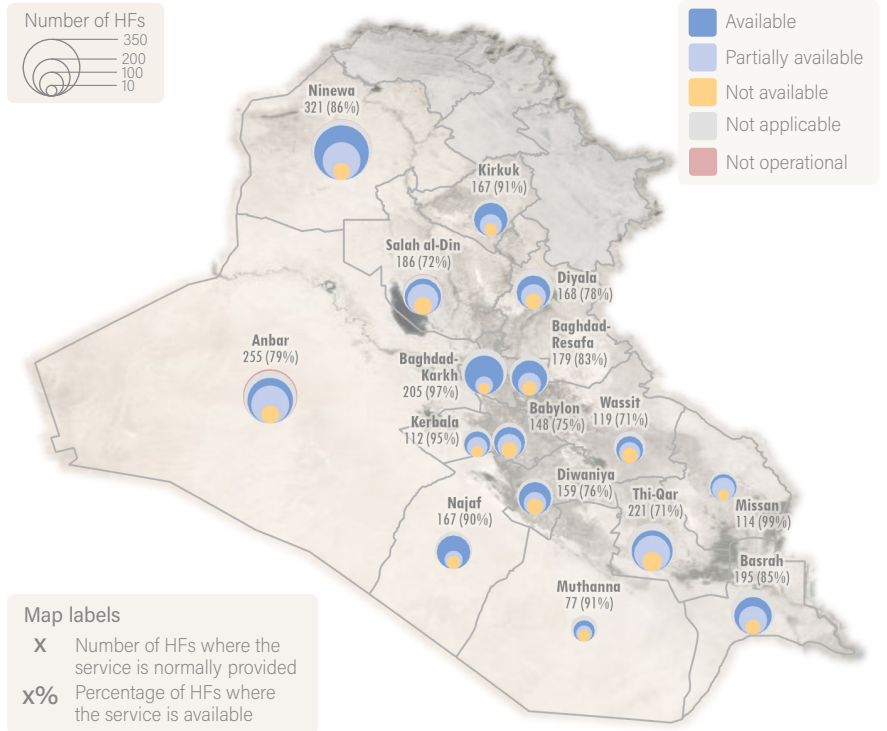 Number of HFs
350
200
100
10
Available
Partially available
Not available
Not applicable
Not operational
Ninewa
321 (86%)
Kirkuk
167 (91%)
Salah al-Din
186 (72%)
Diyala
168 (78%)
Anbar
255 (79%)
Baghdad-
Resafa
179 (83%)
Baghdad-
Karkh
205 (97%)
Wassit
119 (71%)
Babylon
148 (75%)
Kerbala
112 (95%)
Diwaniya
159 (76%)
Thi-Qar
221 (71%)
Najaf
167 (90%)
Missan
114 (99%)
Basrah
195 (85%)
Muthanna
77 (91%)
Map labels
X Number of HFs where the
service is normally provided
x% Percentage of HFs where
the service is available